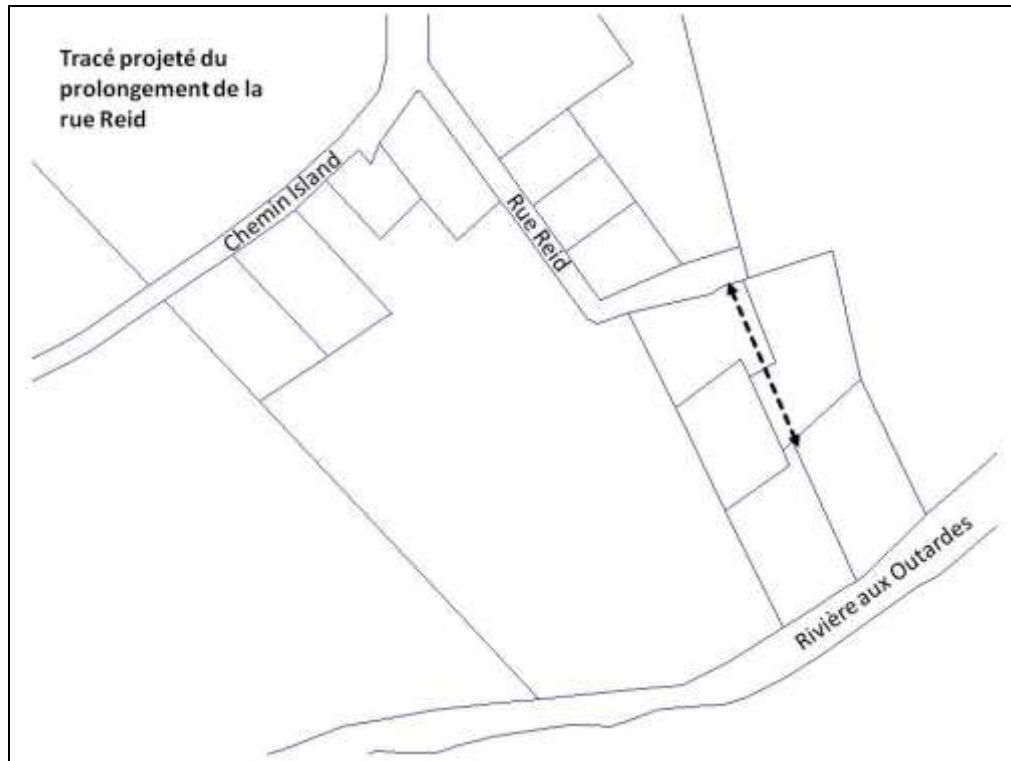 Tracé projeté du
prolongement de la
rue Reid
Chemin Island
Rue Reid
Rivière aux Outardes